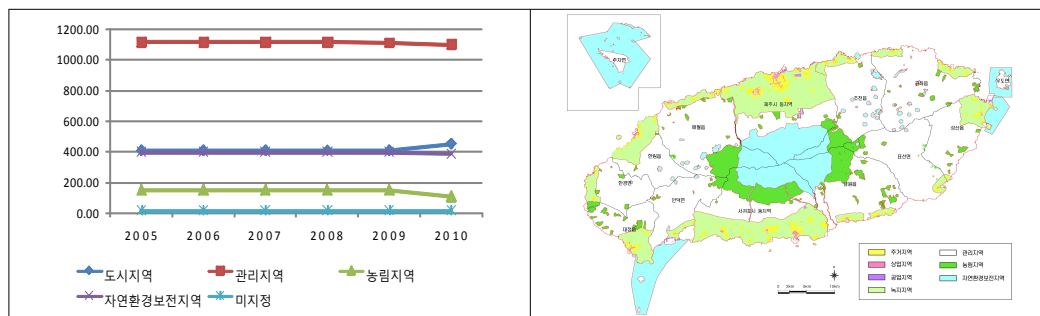 1200.00
1000.00
800.00
600.00
400.00
200.00
0.00
2005 2006 2007 2008 2009 2010
도시지역 관리지역 농림지역
자연환경보전지역 미지정
추자면
제주시 동지역
조천읍
구좌읍
우도면
애월읍
성산읍
한림읍
표선면
한경면
안덕면
남원읍
서귀포시 동지역
대정읍
주거지역 관리지역
상업지역 농림지역
공업지역 자연환경보전지역
녹지지역